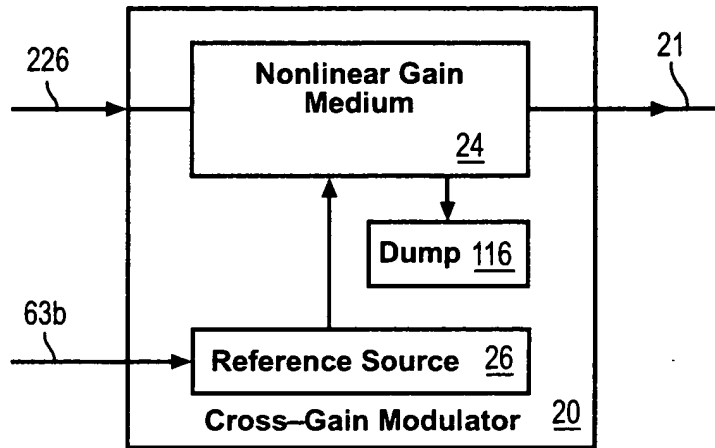 226
21
Nonlinear Gain
Medium
24
Dump 116
63b
Reference Source 26
Cross–Gain Modulator 20